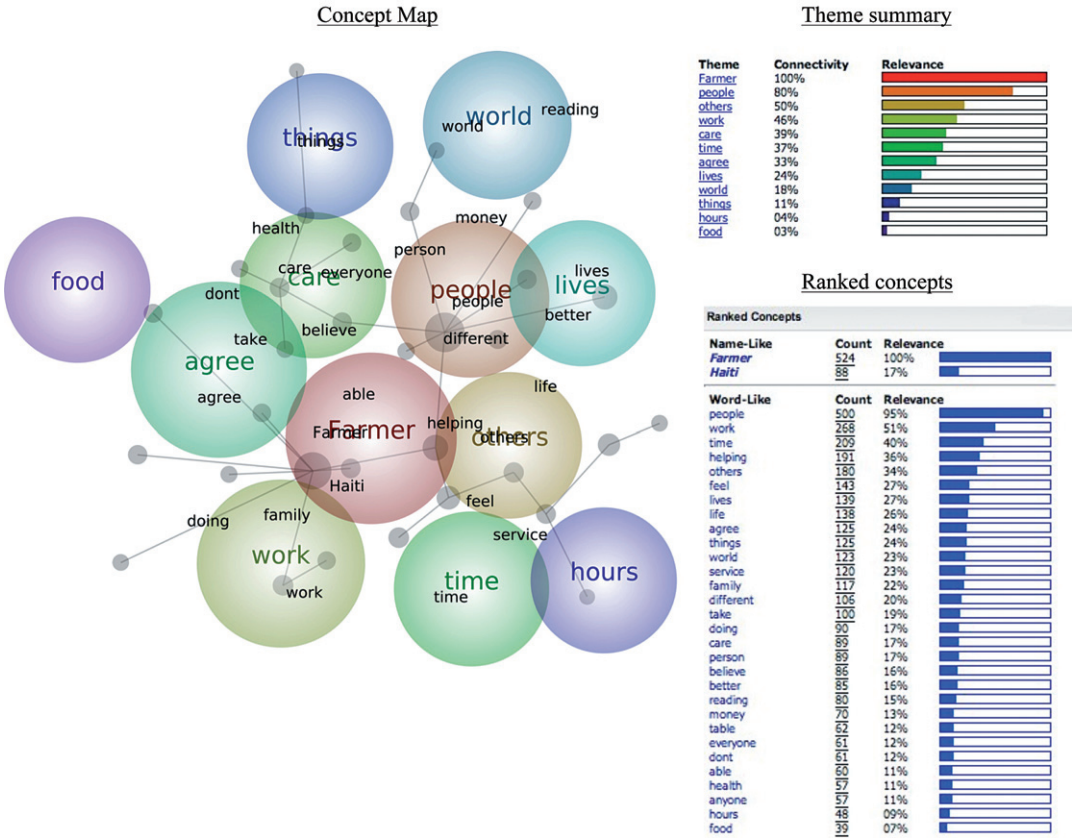 Concept Map
things
things
world
world
reading
health
money
person
food
care
care
everyone
people
people
lives
lives
dont
better
take
believe
different
agree
agree
able
life
Farmer
Farmer
helping
others
others
Haiti
feel
doing
family
service
work
work
time
time
hours
Theme summary
Theme Connectivity Relevance
Farmer 100%
people 80%
others 50%
work 46%
care 39%
time 37%
agree 33%
lives 24%
world 18%
things 11%
hours 04%
food 03%
Ranked concepts
Ranked Concepts
Name-Like Count Relevance
Farmer 524 100%
Haiti 88 17%
Word-Like Count Relevance
people 500 95%
work 268 51%
time 209 40%
helping 191 36%
others 180 34%
feel 143 27%
lives 139 27%
life 138 26%
agree 125 24%
things 125 24%
world 123 23%
service 120 23%
family 117 22%
different 106 20%
take 100 19%
doing 90 17%
care 89 17%
person 89 17%
believe 86 16%
better 85 16%
reading 80 15%
money 70 13%
table 62 12%
everyone 61 12%
dont 61 12%
able 60 11%
health 57 11%
anyone 57 11%
hours 48 09%
food 39 07%